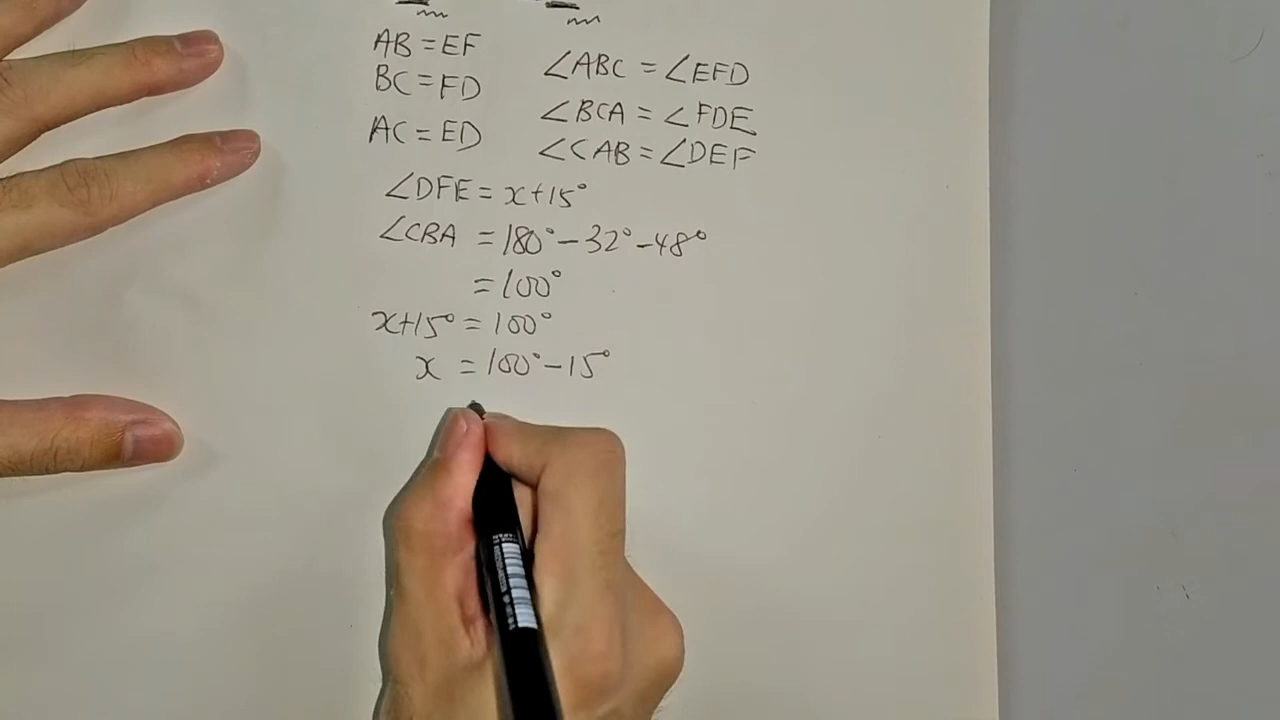 AB = EF
BC = FD
AC = ED
∠ABC = ∠EFD
∠BCA = ∠FDE
∠CAB = ∠DEF
∠DFE = x+15°
∠CBA = 180° - 32° - 48°
= 100°
x+15° = 100°
x = 100° - 15°